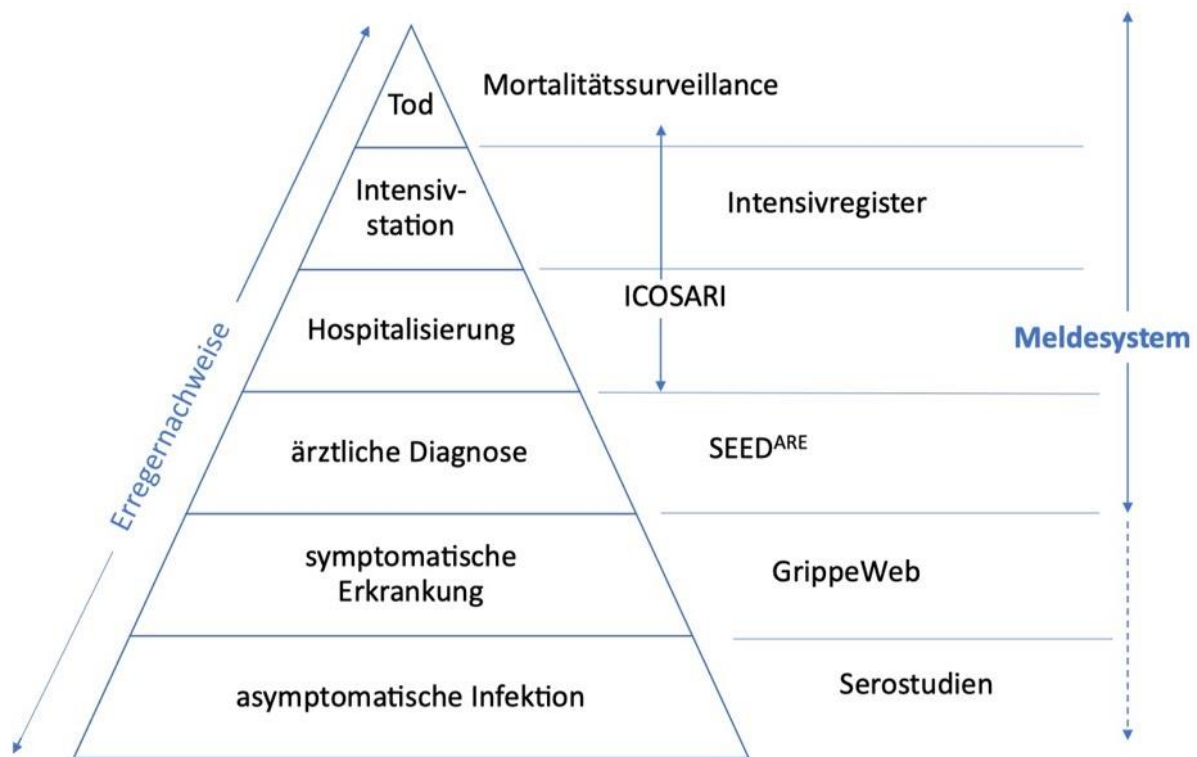 Tod
Mortalitätssurveillance
Intensiv-
station
Intensivregister
Hospitalisierung
ICOSARI
Meldesystem
Erregernachweise
ärztliche Diagnose
SEEDᴬᴿᴱ
symptomatische
Erkrankung
GrippeWeb
asymptomatische Infektion
Serostudien